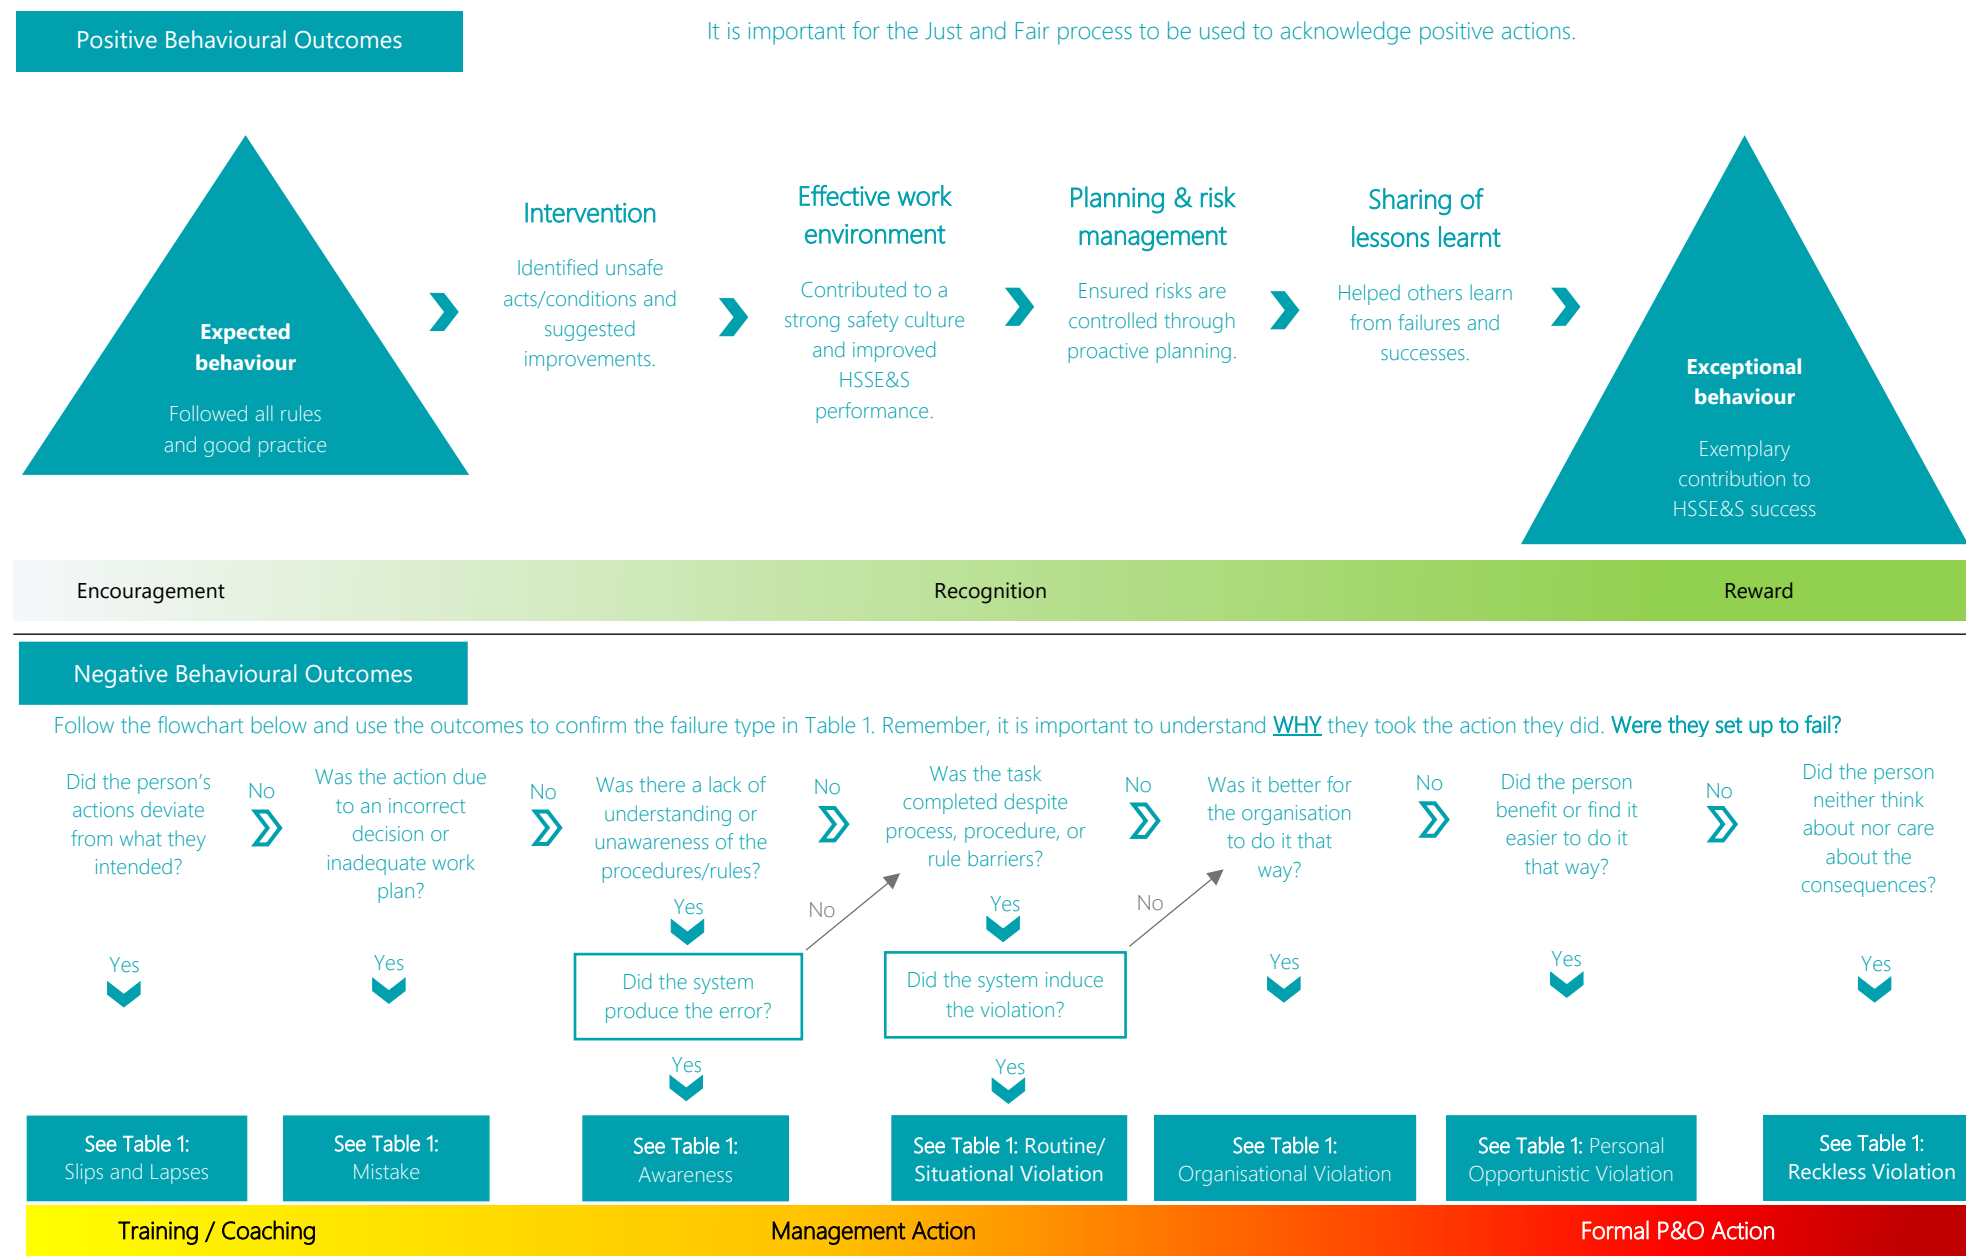 Positive Behavioural Outcomes
It is important for the Just and Fair process to be used to acknowledge positive actions.
Expected
behaviour
Followed all rules
and good practice
Intervention
Identified unsafe
acts/conditions and
suggested
improvements.
Effective work
environment
Contributed to a
strong safety culture
and improved
HSSE&S
performance.
Planning & risk
management
Ensured risks are
controlled through
proactive planning.
Sharing of
lessons learnt
Helped others learn
from failures and
successes.
Exceptional
behaviour
Exemplary
contribution to
HSSE&S success
Encouragement
Recognition
Reward
Negative Behavioural Outcomes
Follow the flowchart below and use the outcomes to confirm the failure type in Table 1. Remember, it is important to understand WHY they took the action they did. Were they set up to fail?
Did the person's
actions deviate
from what they
intended?
No
Was the action due
to an incorrect
decision or
inadequate work
plan?
No
Was there a lack of
understanding or
unawareness of the
procedures/rules?
No
Was the task
completed despite
process, procedure, or
rule barriers?
No
Was it better for
the organisation
to do it that
way?
No
Did the person
benefit or find it
easier to do it
that way?
No
Did the person
neither think
about nor care
about the
consequences?
Yes
Yes
Yes
No
Yes
No
Yes
Yes
Yes
Did the system
produce the error?
Did the system induce
the violation?
Yes
Yes
See Table 1:
Slips and Lapses
See Table 1:
Mistake
See Table 1:
Awareness
See Table 1: Routine/
Situational Violation
See Table 1:
Organisational Violation
See Table 1: Personal
Opportunistic Violation
See Table 1:
Reckless Violation
Training / Coaching
Management Action
Formal P&O Action